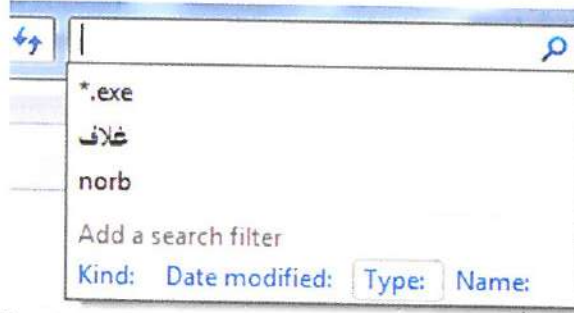 *.exe
غلاف
norb
Add a search filter
Kind: Date modified: Type: Name: